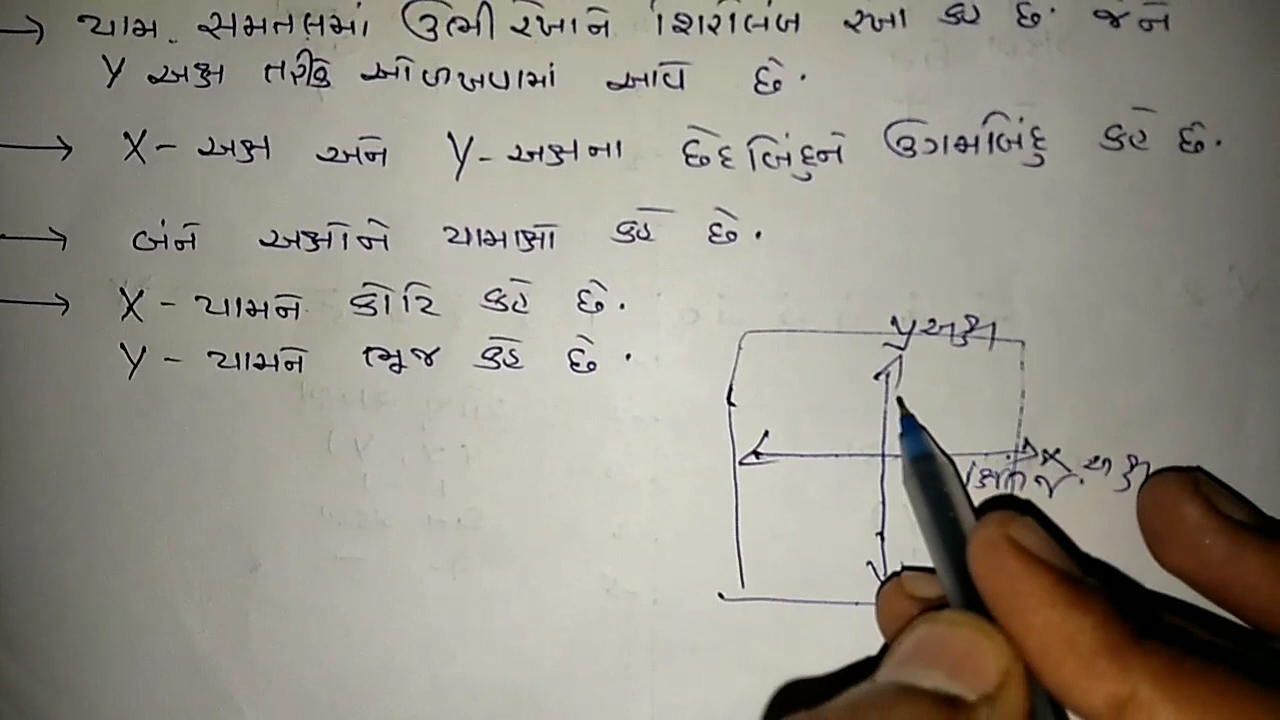 → યામ સમતલમાં ઉભી રેખાને શિરોલંબ રેખા કહે છે. જેને
Y અક્ષ તરીકે ઓળખવામાં આવે છે.
→ X - અક્ષ અને Y - અક્ષના છેદબિંદુને ઉગમબિંદુ કહે છે.
→ બંને અક્ષોને યામાક્ષો કહે છે.
→ X - યામને કોટિ કહે છે.
Y - યામને ભૂજ કહે છે.
y અક્ષ
x અક્ષ
ક્ષિતિજ